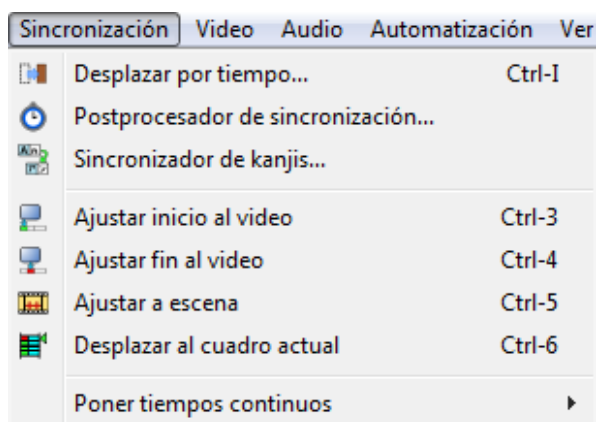 Sincronización Video Audio Automatización Ver
Desplazar por tiempo... Ctrl-I
Postprocesador de sincronización...
Sincronizador de kanjis...
Ajustar inicio al video Ctrl-3
Ajustar fin al video Ctrl-4
Ajustar a escena Ctrl-5
Desplazar al cuadro actual Ctrl-6
Poner tiempos continuos